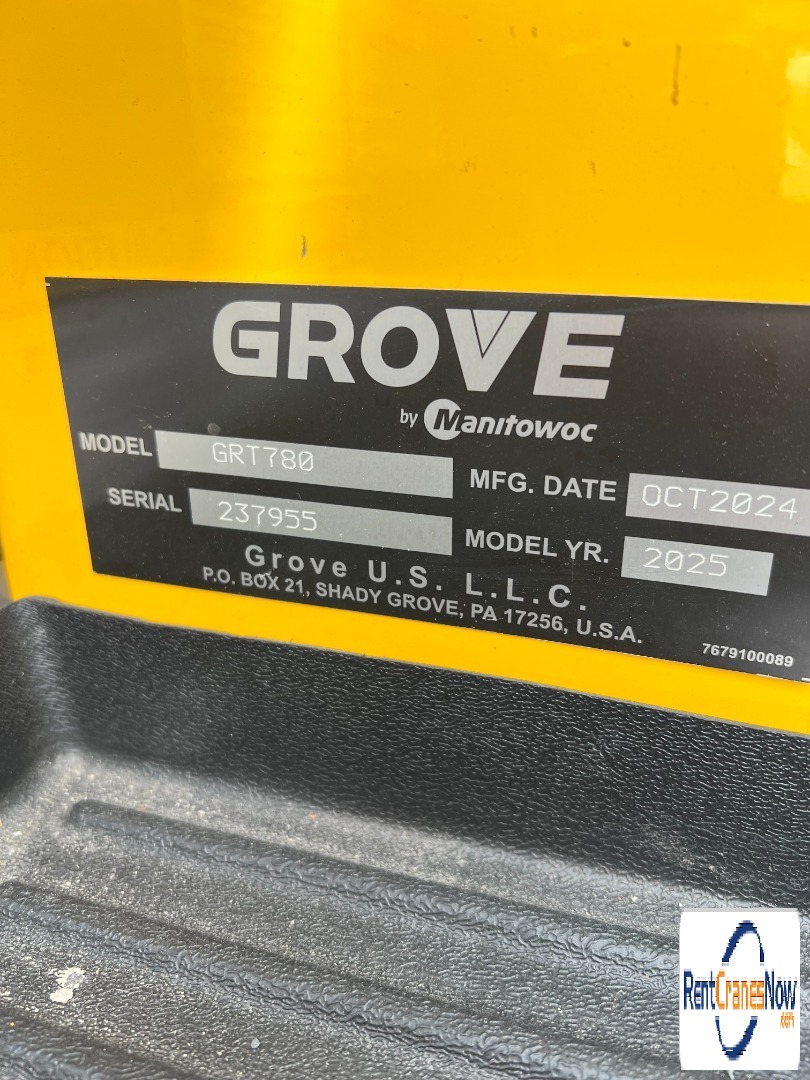 GROVE
by Manitowoc
MODEL GRT780 MFG. DATE OCT2024
SERIAL 237955 MODEL YR. 2025
Grove U.S. L.L.C.
P.O. BOX 21, SHADY GROVE, PA 17256, U.S.A.
7679100089
RentCranesNow
.com